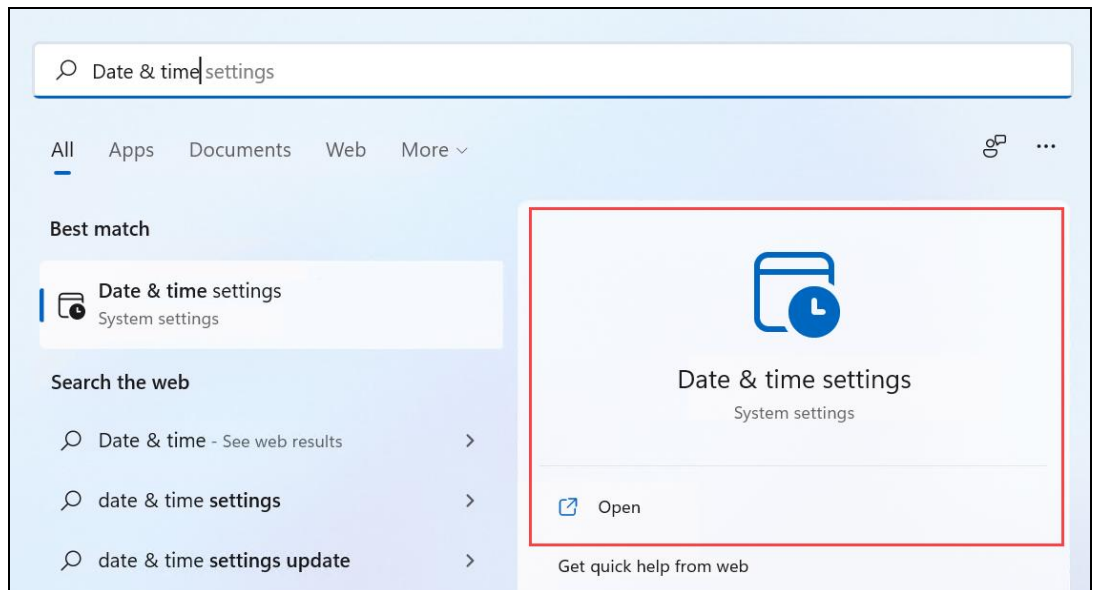 Date & time settings
All Apps Documents Web More
Best match
Date & time settings
System settings
Search the web
Date & time - See web results
date & time settings
date & time settings update
Date & time settings
System settings
Open
Get quick help from web